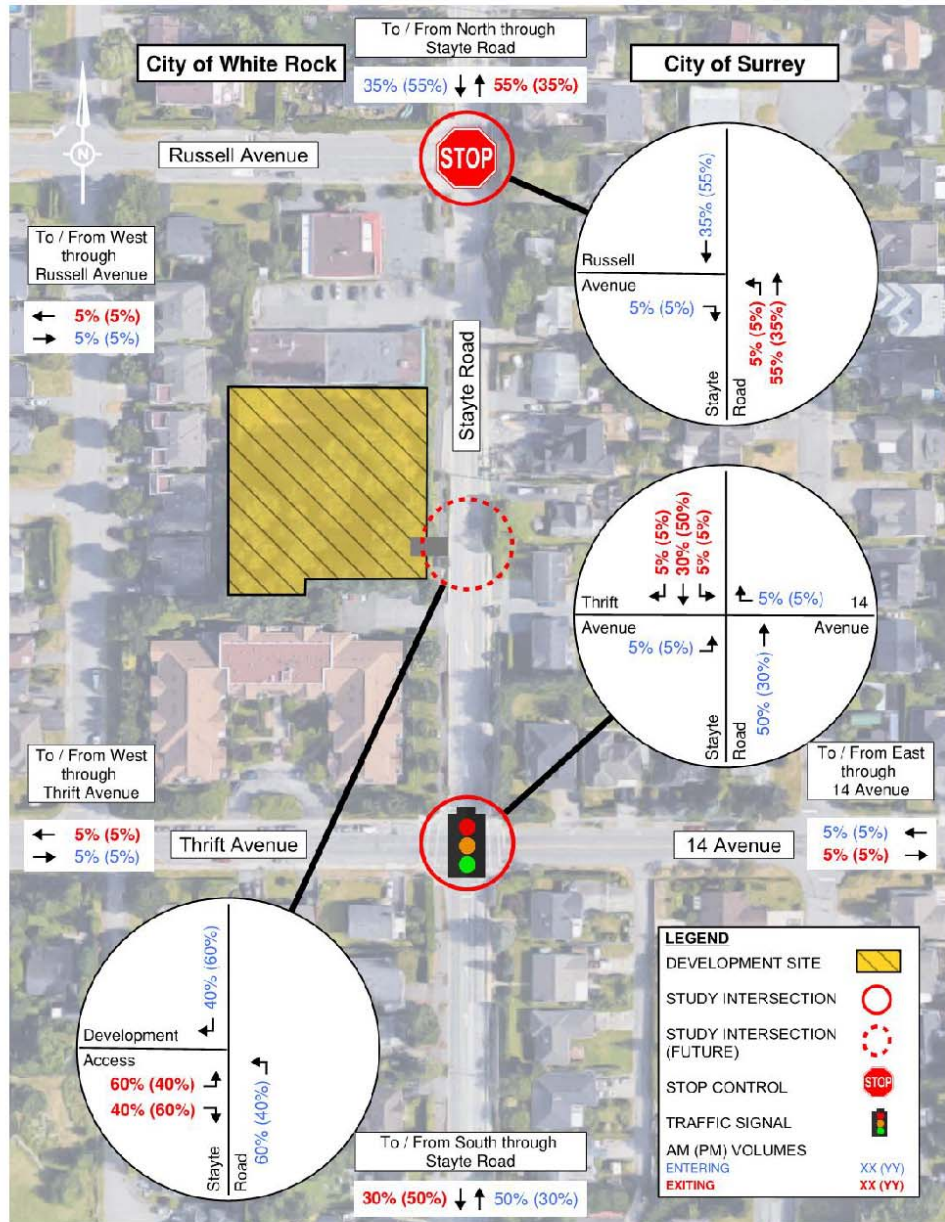 To / From North through
Stayte Road
City of White Rock
35% (55%) ↓ ↑ 55% (35%)
City of Surrey
Russell Avenue
STOP
N
35% (55%)
Russell
Avenue
5% (5%)
5% (5%)
55% (35%)
Stayte
Road
To / From West
through
Russell Avenue
← 5% (5%)
→ 5% (5%)
Stayte Road
5% (5%)
30% (50%)
5% (5%)
Thrift
5% (5%)
14
Avenue
Avenue
5% (5%)
50% (30%)
Stayte
Road
To / From West
through
Thrift Avenue
← 5% (5%)
→ 5% (5%)
Thrift Avenue
14 Avenue
To / From East
through
14 Avenue
5% (5%) ←
5% (5%) →
40% (60%)
Development
Access
60% (40%)
40% (60%)
60% (40%)
Stayte
Road
To / From South through
Stayte Road
30% (50%) ↓ ↑ 50% (30%)
LEGEND
DEVELOPMENT SITE
STUDY INTERSECTION
STUDY INTERSECTION
(FUTURE)
STOP CONTROL
STOP
TRAFFIC SIGNAL
AM (PM) VOLUMES
ENTERING XX (YY)
EXITING XX (YY)